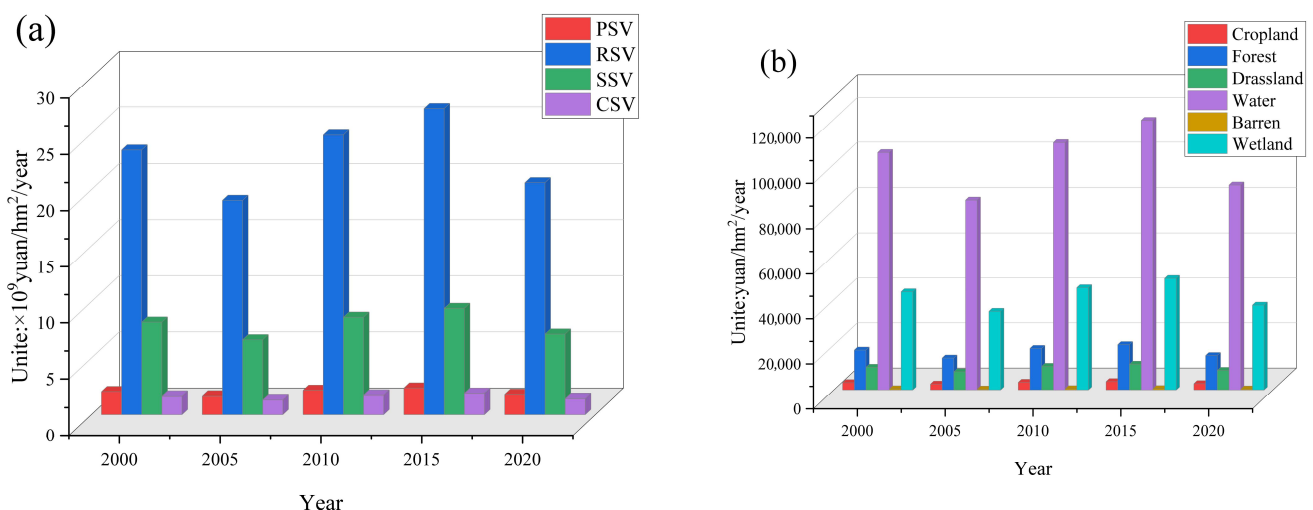 (a)
PSV
RSV
SSV
CSV
Unite:×10⁹yuan/hm²/year
30
25
20
15
10
5
0
2000 2005 2010 2015 2020
Year
(b)
Cropland
Forest
Drassland
Water
Barren
Wetland
Unite:yuan/hm²/year
120,000
100,000
80,000
60,000
40,000
20,000
0
2000 2005 2010 2015 2020
Year